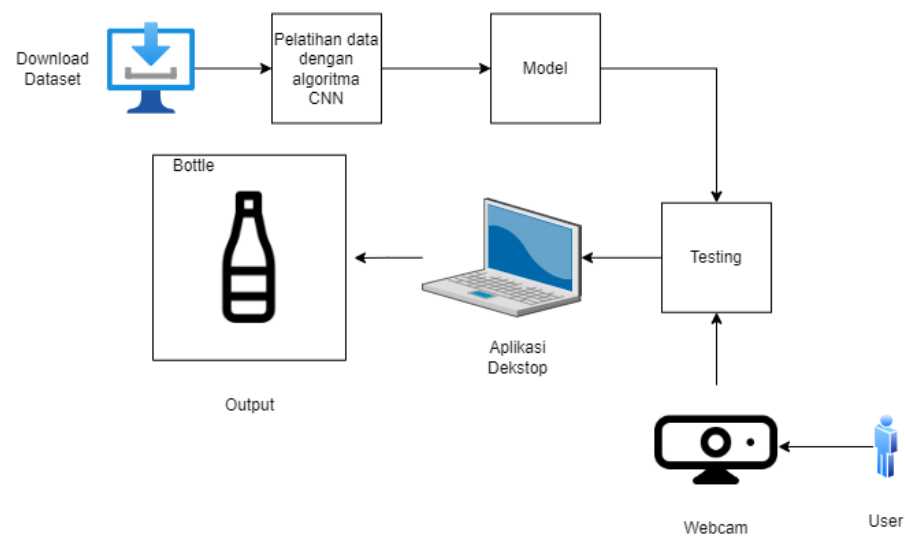 Download
Dataset
Pelatihan data
dengan
algoritma
CNN
Model
Bottle
Testing
Aplikasi
Dekstop
Output
Webcam
User